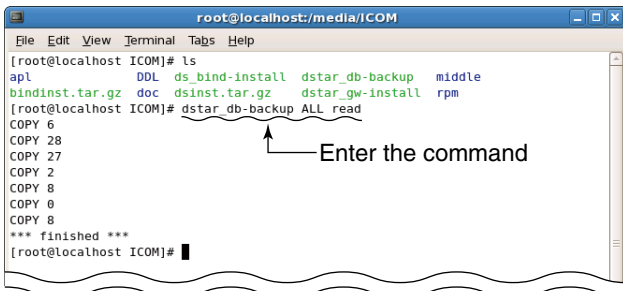 root@localhost:/media/ICOM
File Edit View Terminal Tabs Help
[root@localhost ICOM]# ls
apl DDL ds_bind-install dstar_db-backup middle
bindinst.tar.gz doc dsinst.tar.gz dstar_gw-install rpm
[root@localhost ICOM]# dstar_db-backup ALL read
COPY 6
COPY 28
Enter the command
COPY 27
COPY 2
COPY 8
COPY 0
COPY 8
*** finished ***
[root@localhost ICOM]#